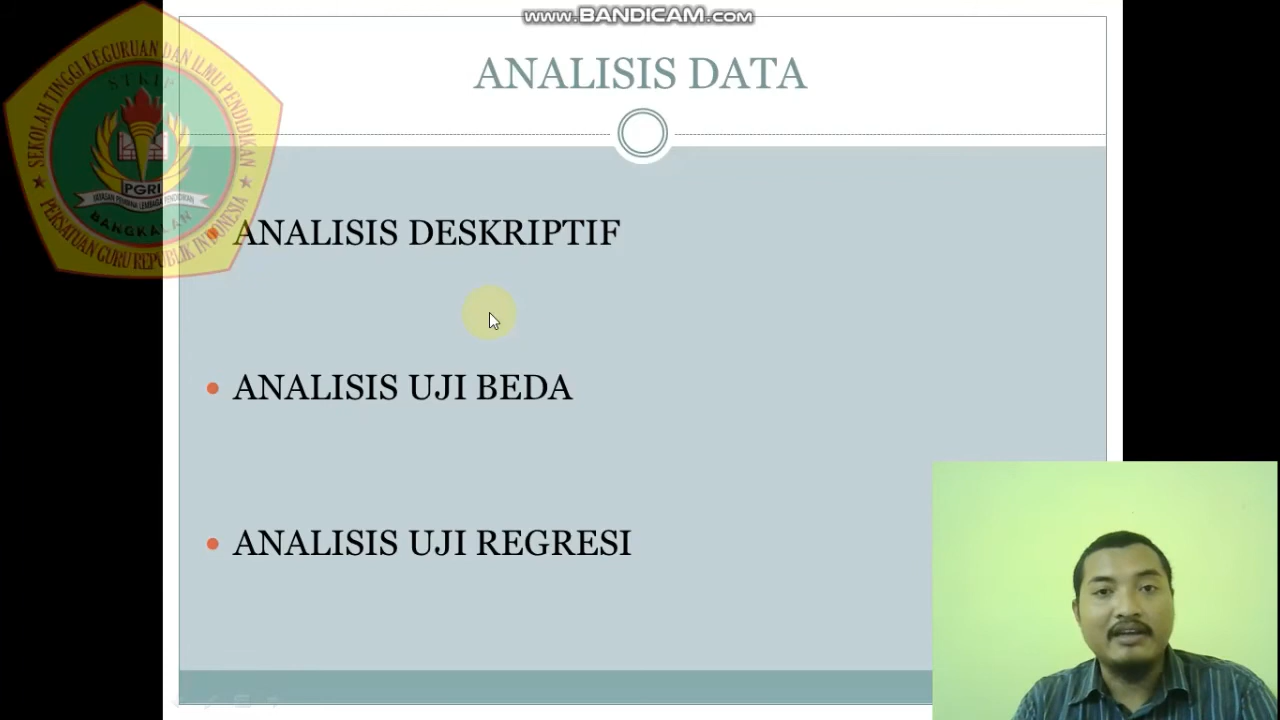 WWW.BANDICAM.COM
ANALISIS DATA
SEKOLAH TINGGI KEGURUAN DAN ILMU PENDIDIKAN
STKIP
PGRI
BANGKALAN
PERSATUAN GURU REPUBLIK INDONESIA
ANALISIS DESKRIPTIF
ANALISIS UJI BEDA
ANALISIS UJI REGRESI